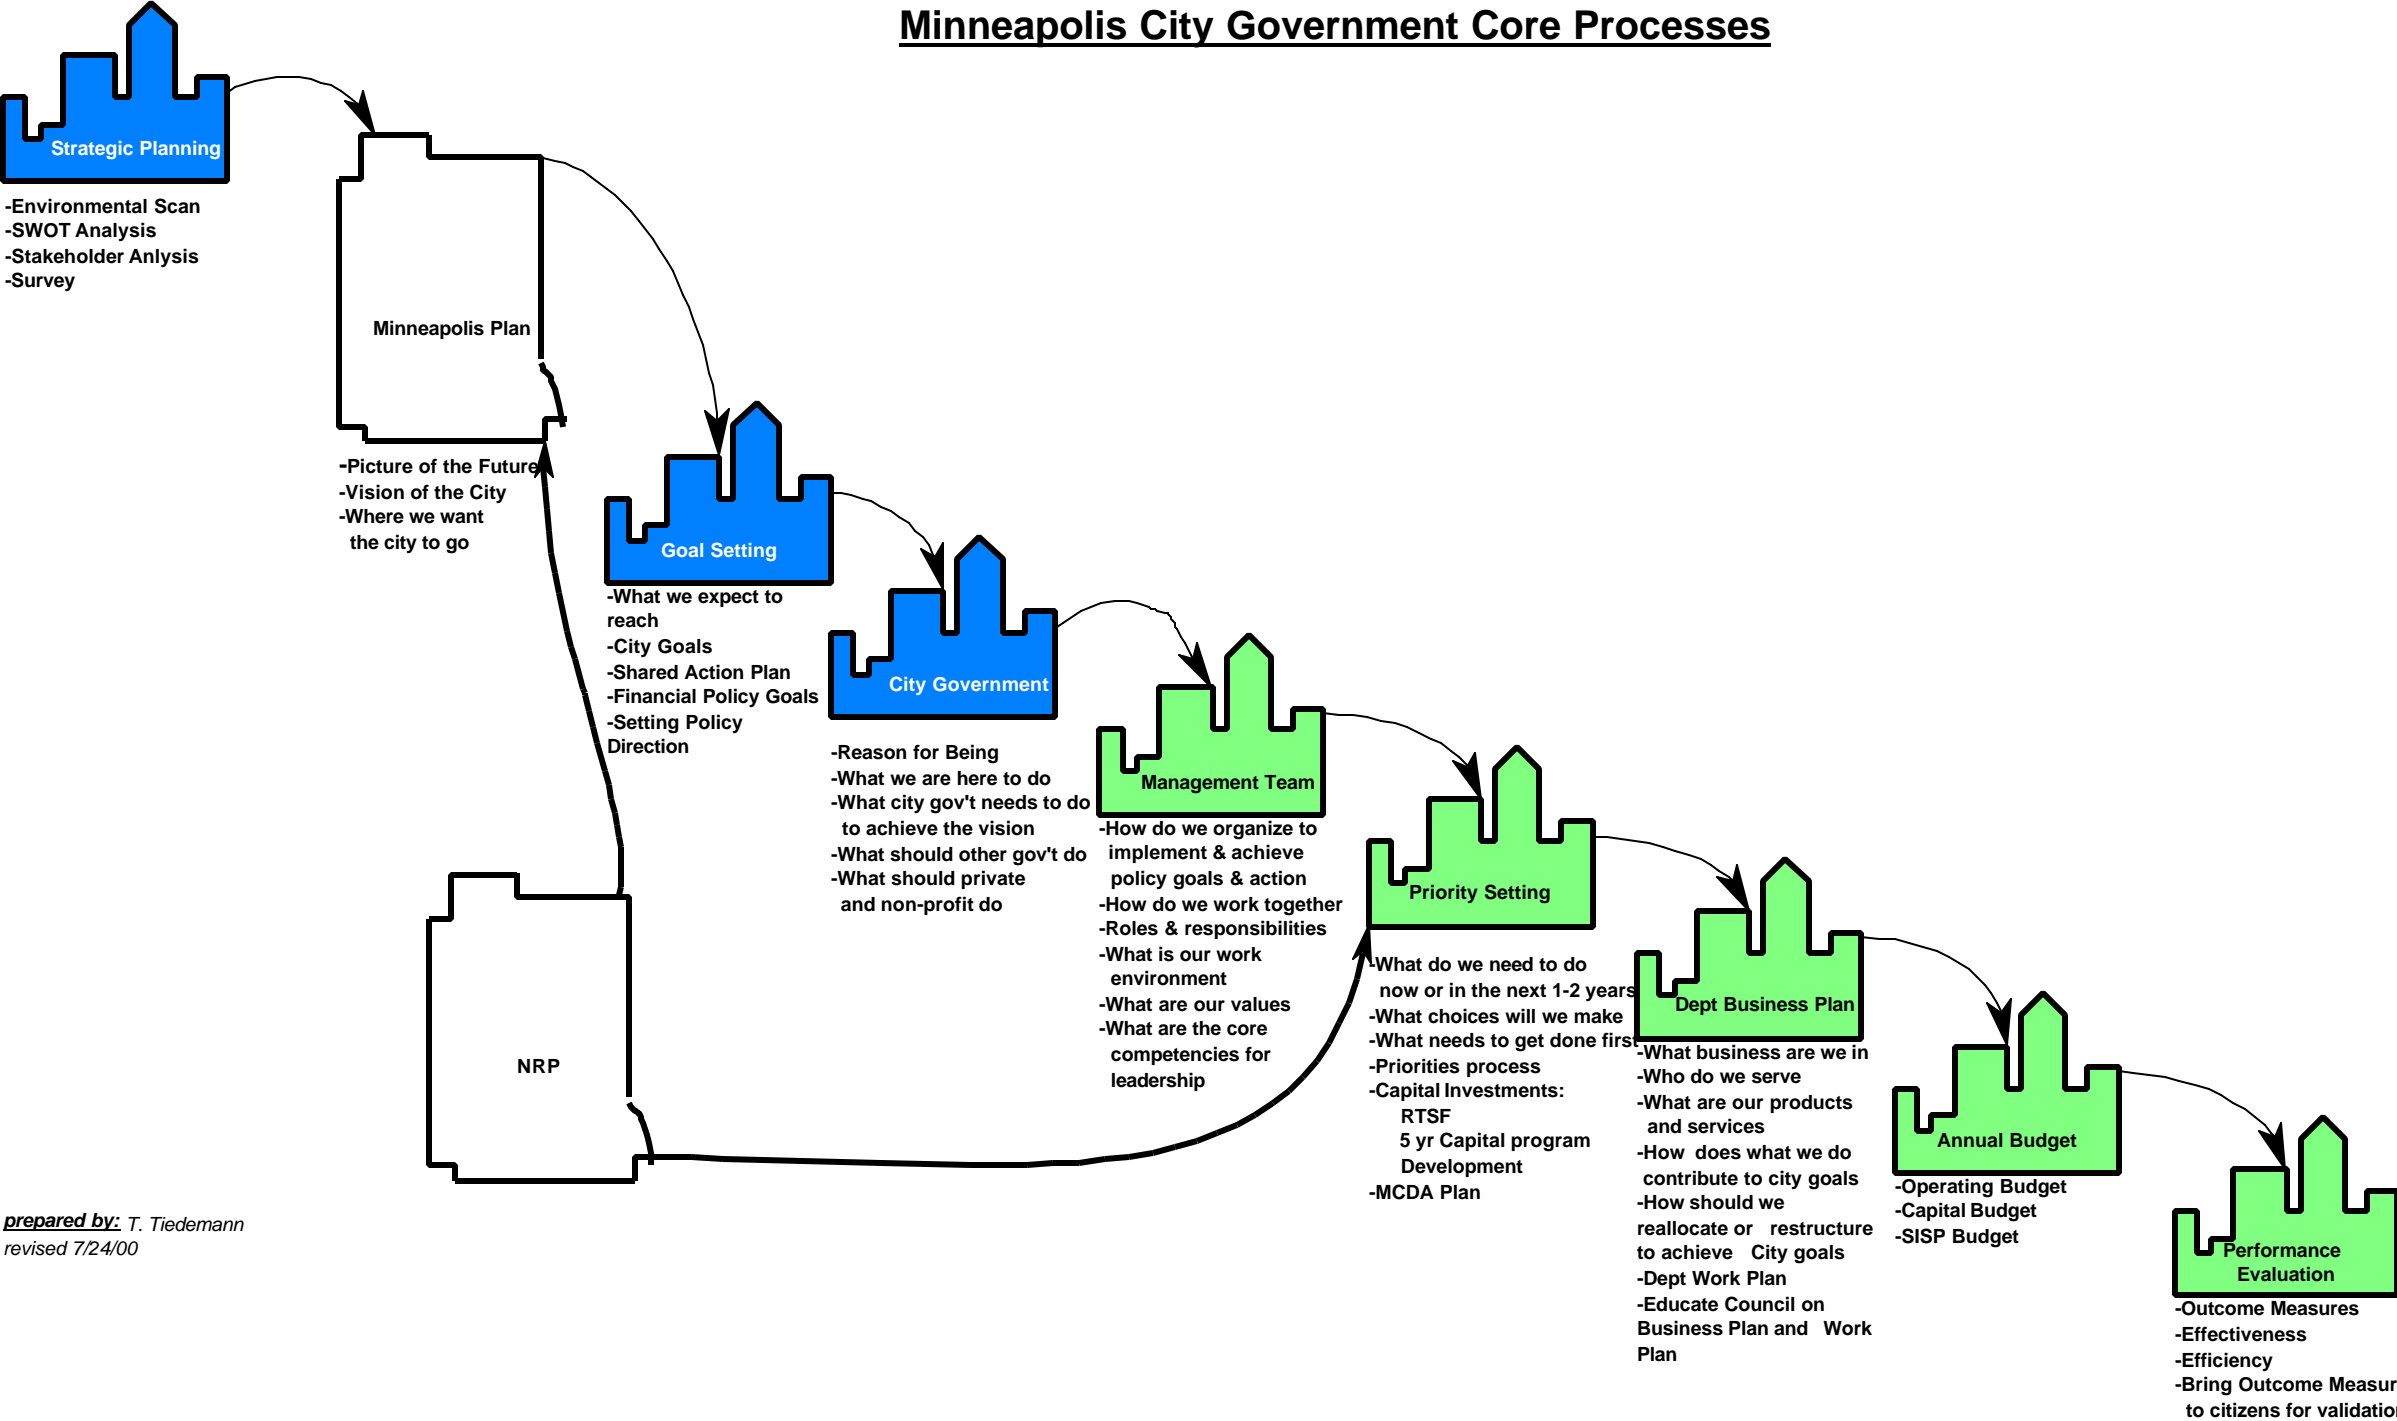 Minneapolis City Government Core Processes
Strategic Planning
-Environmental Scan
-SWOT Analysis
-Stakeholder Anlysis
-Survey
Minneapolis Plan
-Picture of the Future
-Vision of the City
-Where we want
the city to go
Goal Setting
-What we expect to
reach
-City Goals
-Shared Action Plan
-Financial Policy Goals
-Setting Policy
Direction
City Government
-Reason for Being
-What we are here to do
-What city gov't needs to do
to achieve the vision
-What should other gov't do
-What should private
and non-profit do
Management Team
-How do we organize to
implement & achieve
policy goals & action
-How do we work together
-Roles & responsibilities
-What is our work
environment
-What are our values
-What are the core
competencies for
leadership
Priority Setting
-What do we need to do
now or in the next 1-2 years
-What choices will we make
-What needs to get done first
-Priorities process
-Capital Investments:
RTSF
5 yr Capital program
Development
-MCDA Plan
Dept Business Plan
-What business are we in
-Who do we serve
-What are our products
and services
-How does what we do
contribute to city goals
-How should we
reallocate or restructure
to achieve City goals
-Dept Work Plan
-Educate Council on
Business Plan and Work
Plan
Annual Budget
-Operating Budget
-Capital Budget
-SISP Budget
Performance
Evaluation
-Outcome Measures
-Effectiveness
-Efficiency
-Bring Outcome Measur
to citizens for validation
NRP
prepared by: T. Tiedemann
revised 7/24/00